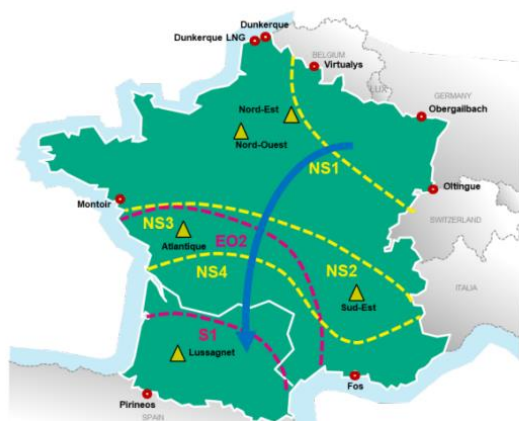 Dunkerque
Dunkerque LNG
BELGIUM
Virtualys
LUX
GERMANY
Nord-Est
Obergailbach
Nord-Ouest
NS1
Oltingue
Montoir
SWITZERLAND
NS3
EO2
Atlantique
NS4
NS2
ITALIA
Sud-Est
S1
Lussagnet
Fos
Pirineos
SPAIN